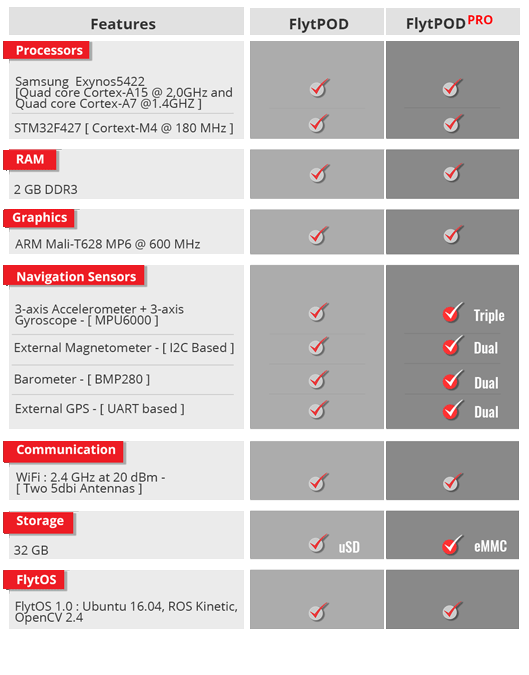 Features FlytPOD FlytPOD PRO
Processors
Samsung Exynos5422
[Quad core Cortex-A15 @ 2,0GHz and
Quad core Cortex-A7 @1.4GHZ ]
STM32F427 [ Cortext-M4 @ 180 MHz ]
RAM
2 GB DDR3
Graphics
ARM Mali-T628 MP6 @ 600 MHz
Navigation Sensors
3-axis Accelerometer + 3-axis
Gyroscope - [ MPU6000 ] Triple
External Magnetometer - [ I2C Based ] Dual
Barometer - [ BMP280 ] Dual
External GPS - [ UART based ] Dual
Communication
WiFi : 2.4 GHz at 20 dBm -
[ Two 5dbi Antennas ]
Storage
32 GB uSD eMMC
FlytOS
FlytOS 1.0 : Ubuntu 16.04, ROS Kinetic,
OpenCV 2.4